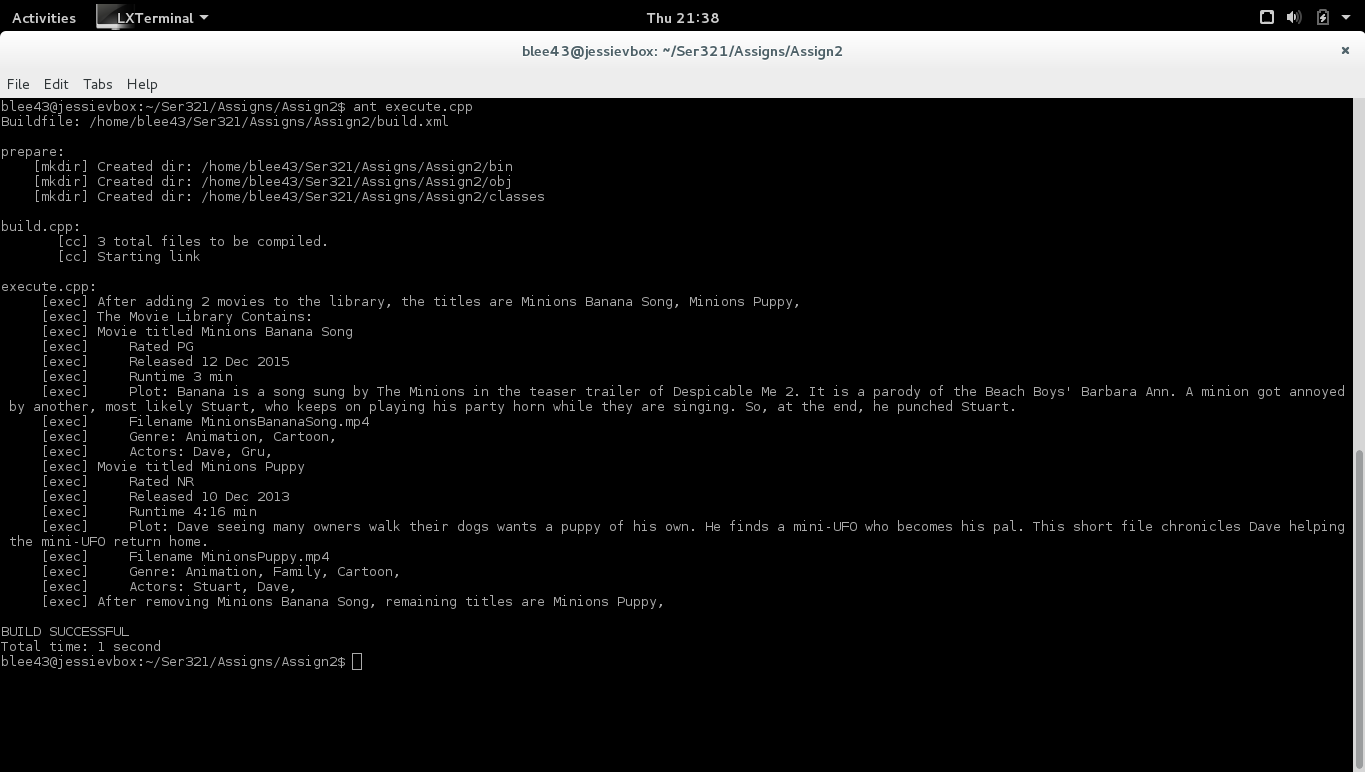 Activities LXTerminal Thu 21:38
blee43@jessievbox: ~/Ser321/Assigns/Assign2 ×
File Edit Tabs Help
blee43@jessievbox:~/Ser321/Assigns/Assign2$ ant execute.cpp
Buildfile: /home/blee43/Ser321/Assigns/Assign2/build.xml

prepare:
    [mkdir] Created dir: /home/blee43/Ser321/Assigns/Assign2/bin
    [mkdir] Created dir: /home/blee43/Ser321/Assigns/Assign2/obj
    [mkdir] Created dir: /home/blee43/Ser321/Assigns/Assign2/classes

build.cpp:
       [cc] 3 total files to be compiled.
       [cc] Starting link

execute.cpp:
     [exec] After adding 2 movies to the library, the titles are Minions Banana Song, Minions Puppy,
     [exec] The Movie Library Contains:
     [exec] Movie titled Minions Banana Song
     [exec]     Rated PG
     [exec]     Released 12 Dec 2015
     [exec]     Runtime 3 min
     [exec]     Plot: Banana is a song sung by The Minions in the teaser trailer of Despicable Me 2. It is a parody of the Beach Boys' Barbara Ann. A minion got annoyed
 by another, most likely Stuart, who keeps on playing his party horn while they are singing. So, at the end, he punched Stuart.
     [exec]     Filename MinionsBananaSong.mp4
     [exec]     Genre: Animation, Cartoon,
     [exec]     Actors: Dave, Gru,
     [exec] Movie titled Minions Puppy
     [exec]     Rated NR
     [exec]     Released 10 Dec 2013
     [exec]     Runtime 4:16 min
     [exec]     Plot: Dave seeing many owners walk their dogs wants a puppy of his own. He finds a mini-UFO who becomes his pal. This short file chronicles Dave helping
 the mini-UFO return home.
     [exec]     Filename MinionsPuppy.mp4
     [exec]     Genre: Animation, Family, Cartoon,
     [exec]     Actors: Stuart, Dave,
     [exec] After removing Minions Banana Song, remaining titles are Minions Puppy,

BUILD SUCCESSFUL
Total time: 1 second
blee43@jessievbox:~/Ser321/Assigns/Assign2$